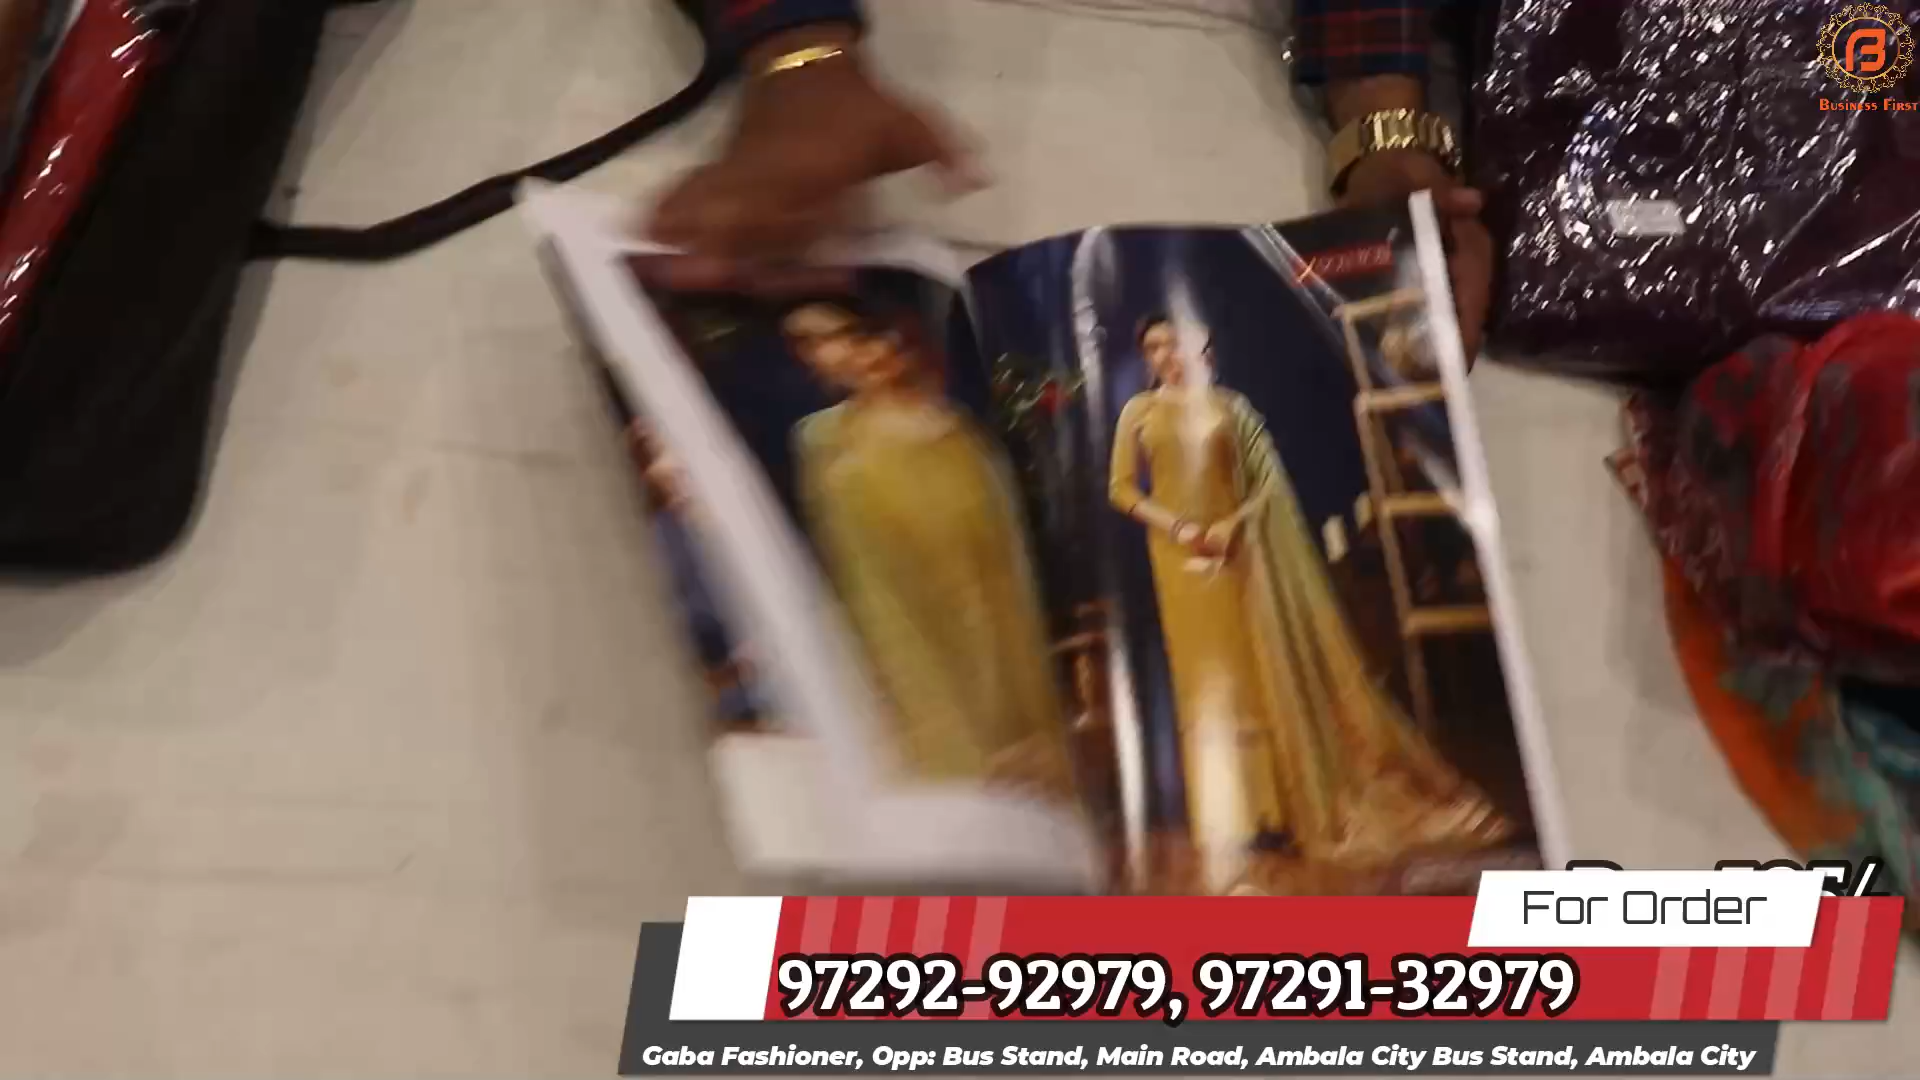 BUSINESS FIRST
For Order
97292-92979, 97291-32979
Gaba Fashioner, Opp: Bus Stand, Main Road, Ambala City Bus Stand, Ambala City